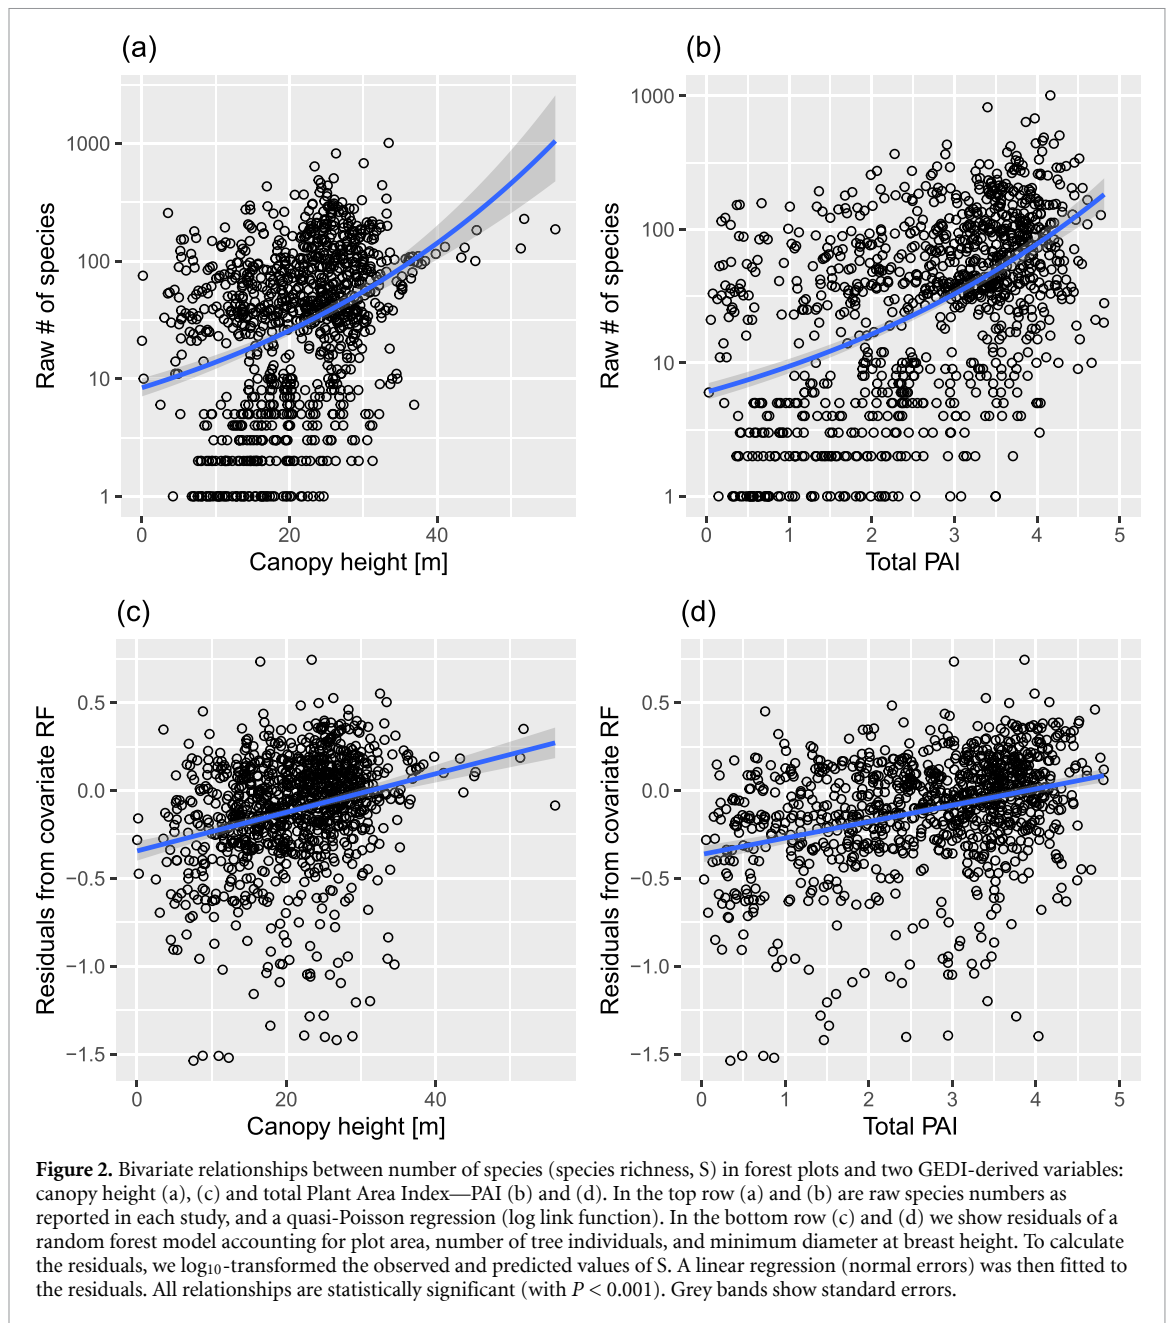 (a)
1000
100
10
1
Raw # of species
0
20
40
Canopy height [m]
(b)
1000
100
10
1
Raw # of species
0
1
2
3
4
5
Total PAI
(c)
0.5
0.0
−0.5
−1.0
−1.5
Residuals from covariate RF
0
20
40
Canopy height [m]
(d)
0.5
0.0
−0.5
−1.0
−1.5
Residuals from covariate RF
0
1
2
3
4
5
Total PAI
Figure 2. Bivariate relationships between number of species (species richness, S) in forest plots and two GEDI-derived variables:
canopy height (a), (c) and total Plant Area Index—PAI (b) and (d). In the top row (a) and (b) are raw species numbers as
reported in each study, and a quasi-Poisson regression (log link function). In the bottom row (c) and (d) we show residuals of a
random forest model accounting for plot area, number of tree individuals, and minimum diameter at breast height. To calculate
the residuals, we log10-transformed the observed and predicted values of S. A linear regression (normal errors) was then fitted to
the residuals. All relationships are statistically significant (with P < 0.001). Grey bands show standard errors.